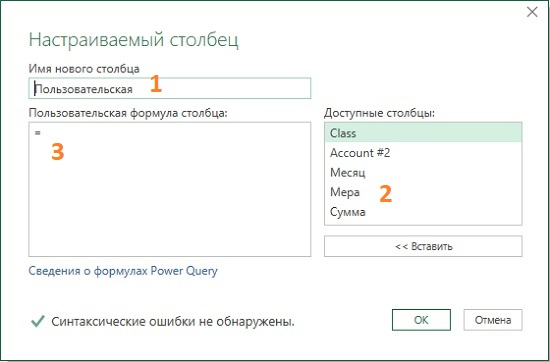 Настраиваемый столбец
Имя нового столбца
Пользовательская
1
Пользовательская формула столбца:
=
3
Доступные столбцы:
Class
Account #2
Месяц
Мера
2
Сумма
<< Вставить
Сведения о формулах Power Query
Синтаксические ошибки не обнаружены.
ОК
Отмена